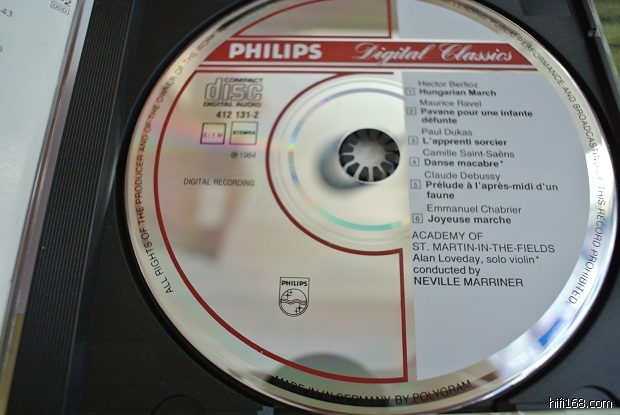 PHILIPS Digital Classics
COMPACT
disc
DIGITAL AUDIO
412 131-2
BIEM STEMRA
℗ 1984
DIGITAL RECORDING
Hector Berlioz
1 Hungarian March
Maurice Ravel
2 Pavane pour une infante
défunte
Paul Dukas
3 L'apprenti sorcier
Camille Saint-Saëns
4 Danse macabre*
Claude Debussy
5 Prélude à l'après-midi d'un
faune
Emmanuel Chabrier
6 Joyeuse marche
ACADEMY OF
ST. MARTIN-IN-THE-FIELDS
Alan Loveday, solo violin*
conducted by
NEVILLE MARRINER
PHILIPS
ALL RIGHTS OF THE PRODUCER AND OF THE OWNER OF THE WORK
PERFORMANCE AND BROADCASTING OF THIS RECORD PROHIBITED
MADE IN W.GERMANY BY POLYGRAM
43
hifi168.com